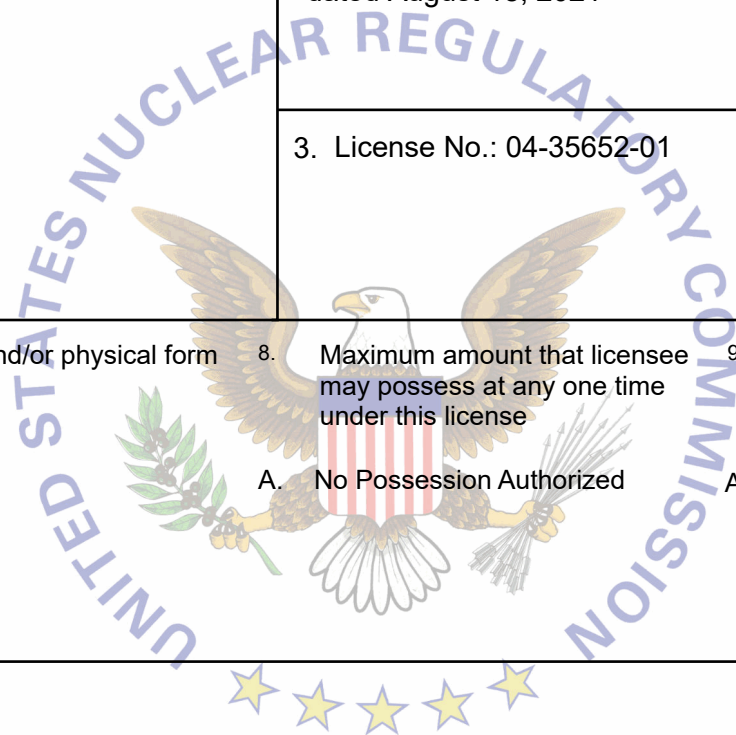 UNITED STATES NUCLEAR REGULATORY COMMISSION
3. License No.: 04-35652-01
nd/or physical form
8. Maximum amount that licensee
may possess at any one time
under this license
9
A. No Possession Authorized
A